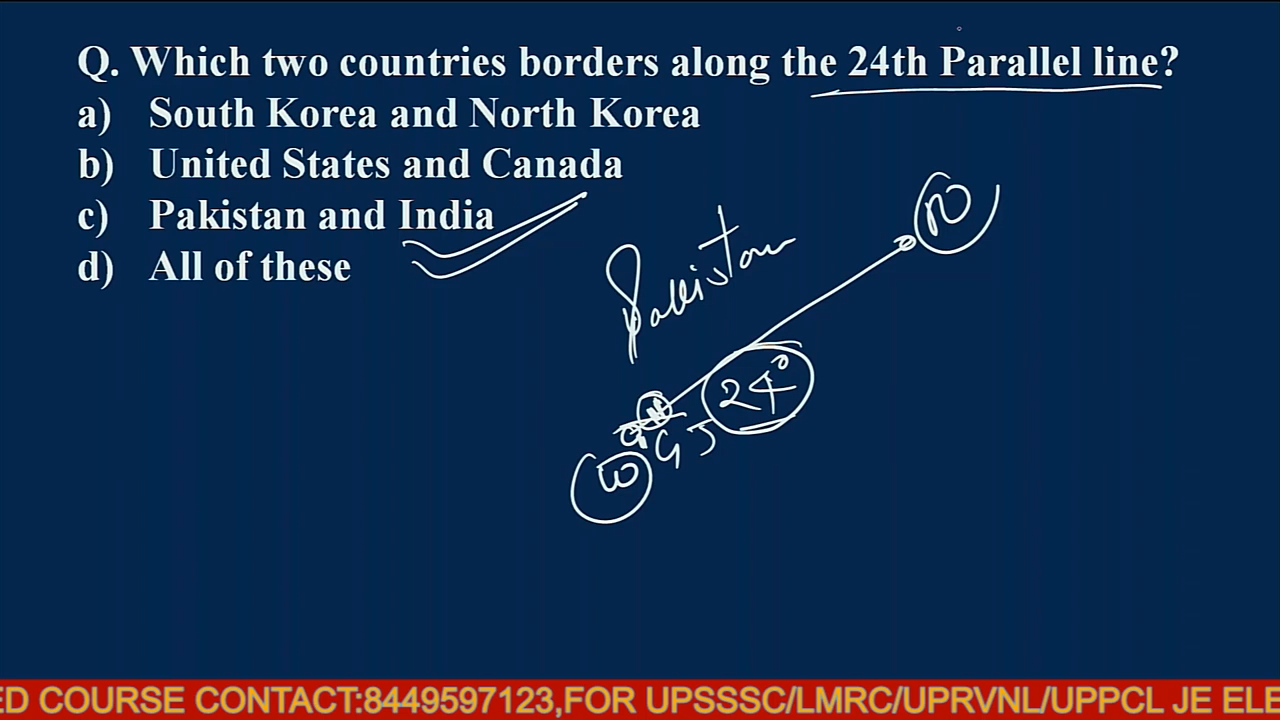 Q. Which two countries borders along the 24th Parallel line?
a) South Korea and North Korea
b) United States and Canada
c) Pakistan and India
d) All of these
Pakistan
24°
GJ
ED COURSE CONTACT:8449597123,FOR UPSSSC/LMRC/UPRVNL/UPPCL JE ELE